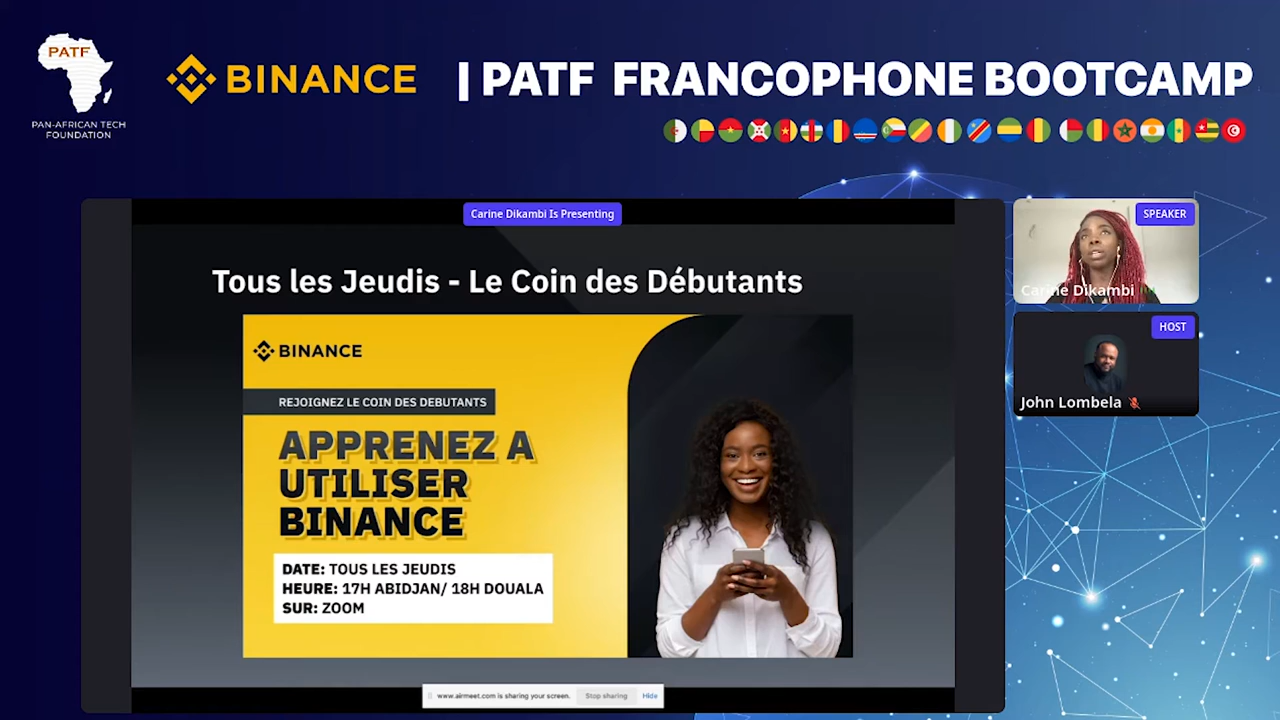 PATF
PAN-AFRICAN TECH
FOUNDATION
BINANCE
| PATF FRANCOPHONE BOOTCAMP
Carine Dikambi Is Presenting
Tous les Jeudis - Le Coin des Débutants
BINANCE
REJOIGNEZ LE COIN DES DEBUTANTS
APPRENEZ A
UTILISER
BINANCE
DATE: TOUS LES JEUDIS
HEURE: 17H ABIDJAN/ 18H DOUALA
SUR: ZOOM
www.airmeet.com is sharing your screen.
Stop sharing
Hide
SPEAKER
Carine Dikambi
HOST
John Lombela